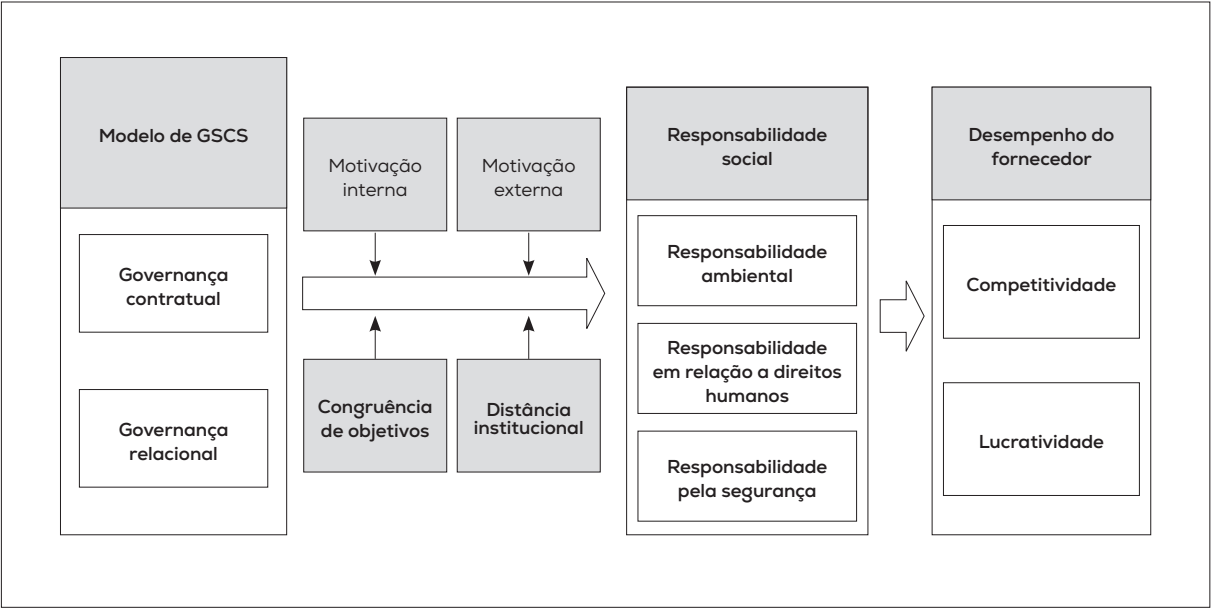 Modelo de GSCS
Governança
contratual
Governança
relacional
Motivação
interna
Motivação
externa
Congruência
de objetivos
Distância
institucional
Responsabilidade
social
Responsabilidade
ambiental
Responsabilidade
em relação a direitos
humanos
Responsabilidade
pela segurança
Desempenho do
fornecedor
Competitividade
Lucratividade